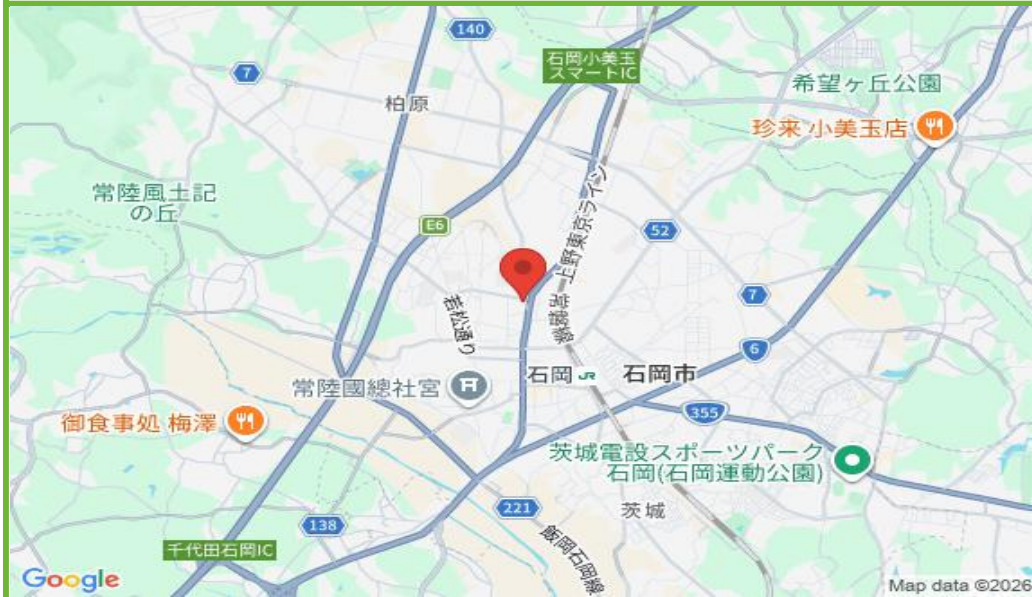 140
石岡小美玉
スマートIC
7
希望ヶ丘公園
柏原
珍来 小美玉店
常陸風土記
の丘
E6
52
上野東京ライン
常磐線
7
若松通り
6
石岡
JR
石岡市
常陸國總社宮
355
御食事処 梅澤
茨城電設スポーツパーク
石岡(石岡運動公園)
221
茨城
138
飯岡石岡線
千代田石岡IC
Google
Map data ©2026